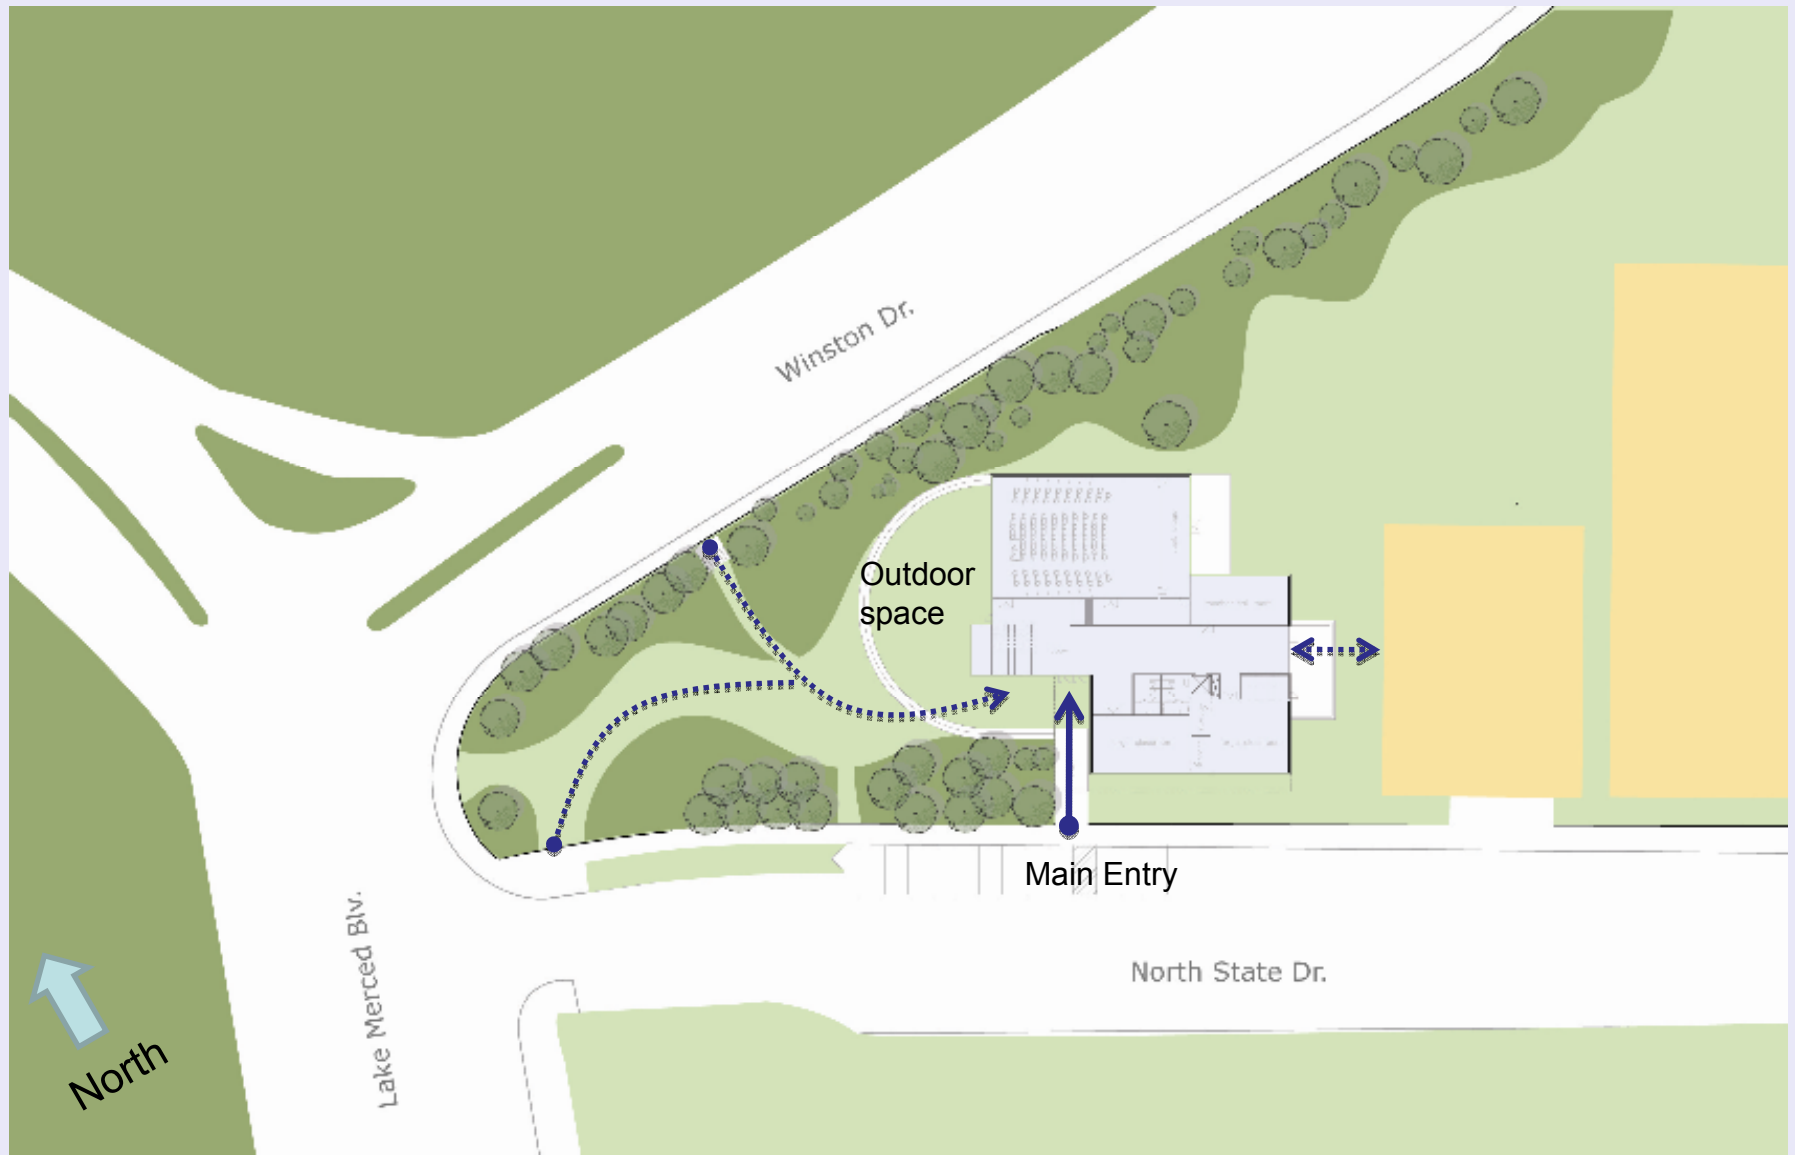 Winston Dr.
Outdoor
space
Main Entry
North State Dr.
Lake Merced Blv.
North